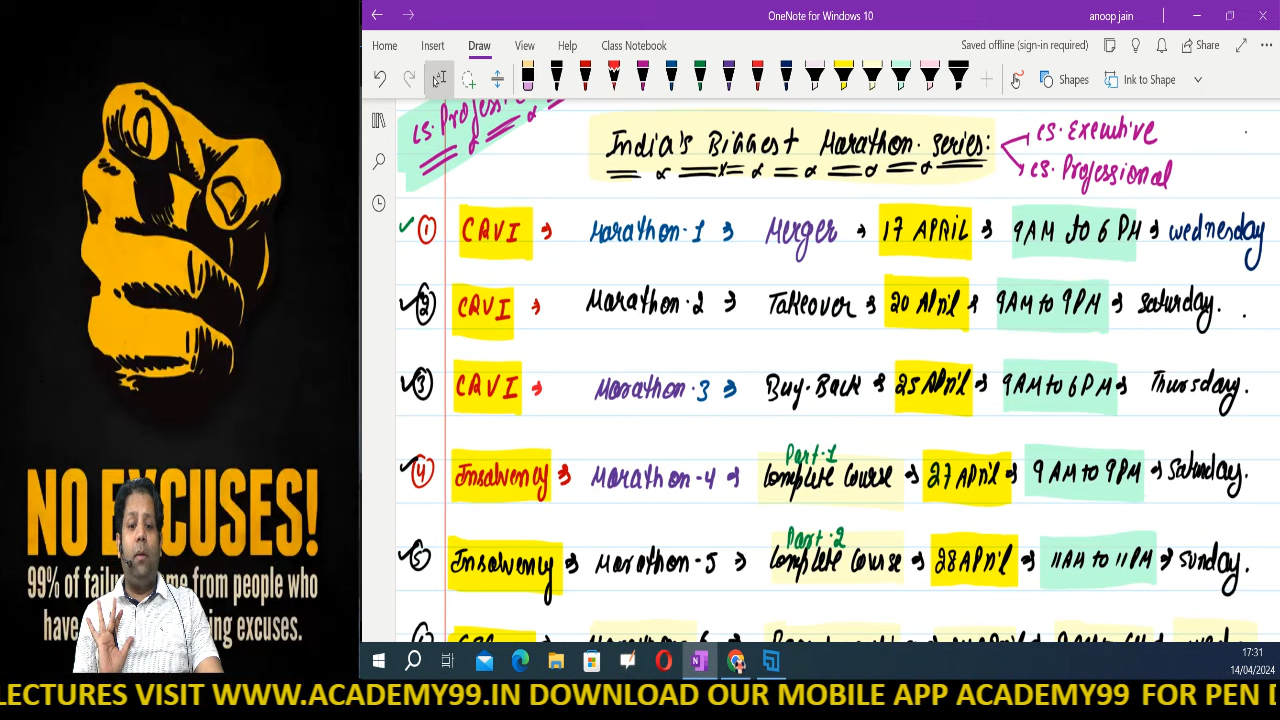 OneNote for Windows 10
anoop jain
Home Insert Draw View Help Class Notebook
Saved offline (sign-in required) Share
Shapes Ink to Shape
India's Biggest Marathon Series:
CS. Executive
CS. Professional
① CAVI Marathon-1 Merger 17 APRIL 9AM to 6PM Wednesday
② CAVI Marathon-2 Takeover 20 April 9AM to 9PM Saturday.
③ CAVI Marathon-3 Buy-Back 25 April 9AM to 6PM Thursday.
Part-1
④ Insolvency Marathon-4 Complete Course 27 April 9AM to 9PM Saturday.
Part-2
⑤ Insolvency Marathon-5 Complete Course 28 April 11AM to 11PM Sunday.
NO EXCUSES!
99% of from people who
have excuses.
17:31
14/04/2024
LECTURES VISIT WWW.ACADEMY99.IN DOWNLOAD OUR MOBILE APP ACADEMY99 FOR PEN